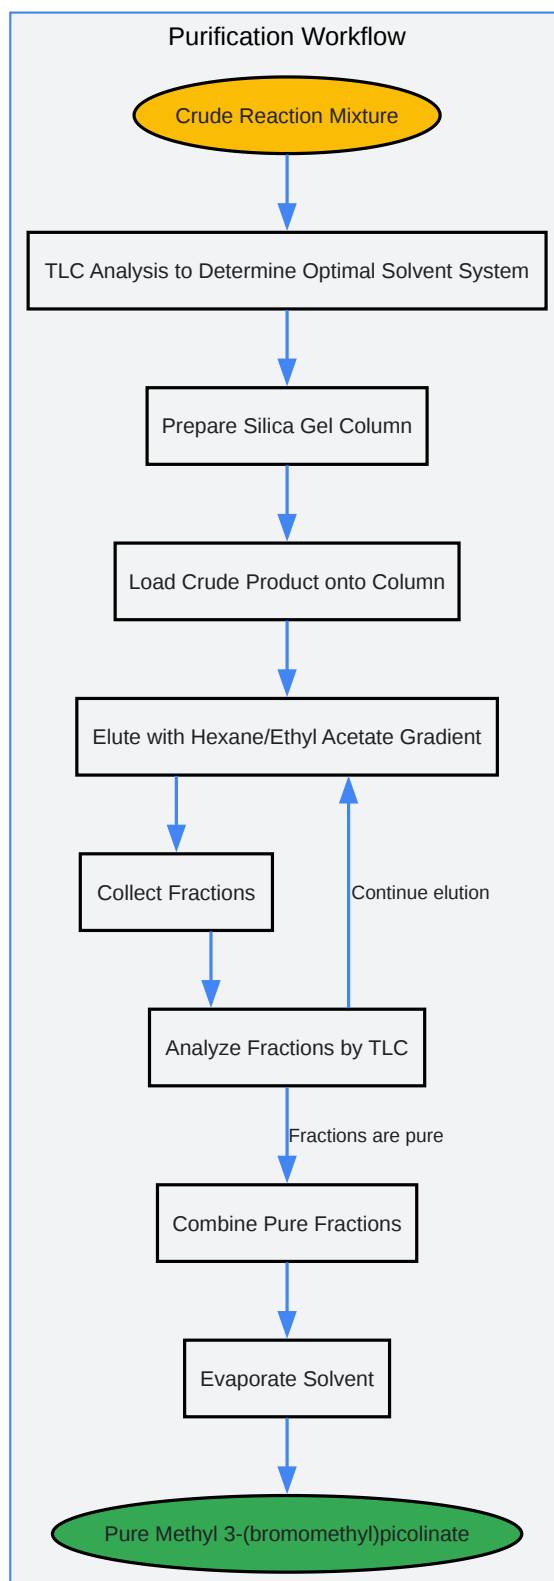 Purification Workflow
Crude Reaction Mixture
TLC Analysis to Determine Optimal Solvent System
Prepare Silica Gel Column
Load Crude Product onto Column
Elute with Hexane/Ethyl Acetate Gradient
Collect Fractions
Continue elution
Analyze Fractions by TLC
Fractions are pure
Combine Pure Fractions
Evaporate Solvent
Pure Methyl 3-(bromomethyl)picolinate